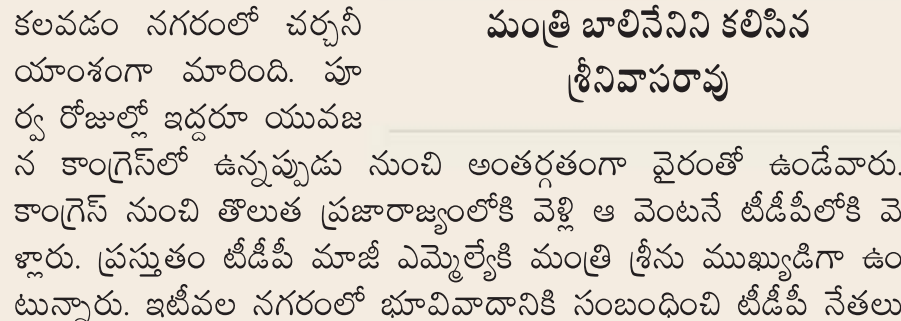 కలవడం నగరంలో చర్చనీ
యాంశంగా మారింది. పూ
ర్వ రోజుల్లో ఇద్దరూ యువజ
మంత్రి బాలినేనిని కలిసిన
శ్రీనివాసరావు
న కాంగ్రెస్‌లో ఉన్నప్పుడు నుంచి అంతర్గతంగా వైరంతో ఉండేవారు.
కాంగ్రెస్ నుంచి తొలుత ప్రజారాజ్యంలోకి వెళ్లి ఆ వెంటనే టీడీపీలోకి వె
ళ్లారు. ప్రస్తుతం టీడీపీ మాజీ ఎమ్మెల్యేకి మంత్రి శ్రీను ముఖ్యుడిగా ఉం
టున్నారు. ఇటీవల నగరంలో భూవివాదానికి సంబంధించి టీడీపీ నేతలు